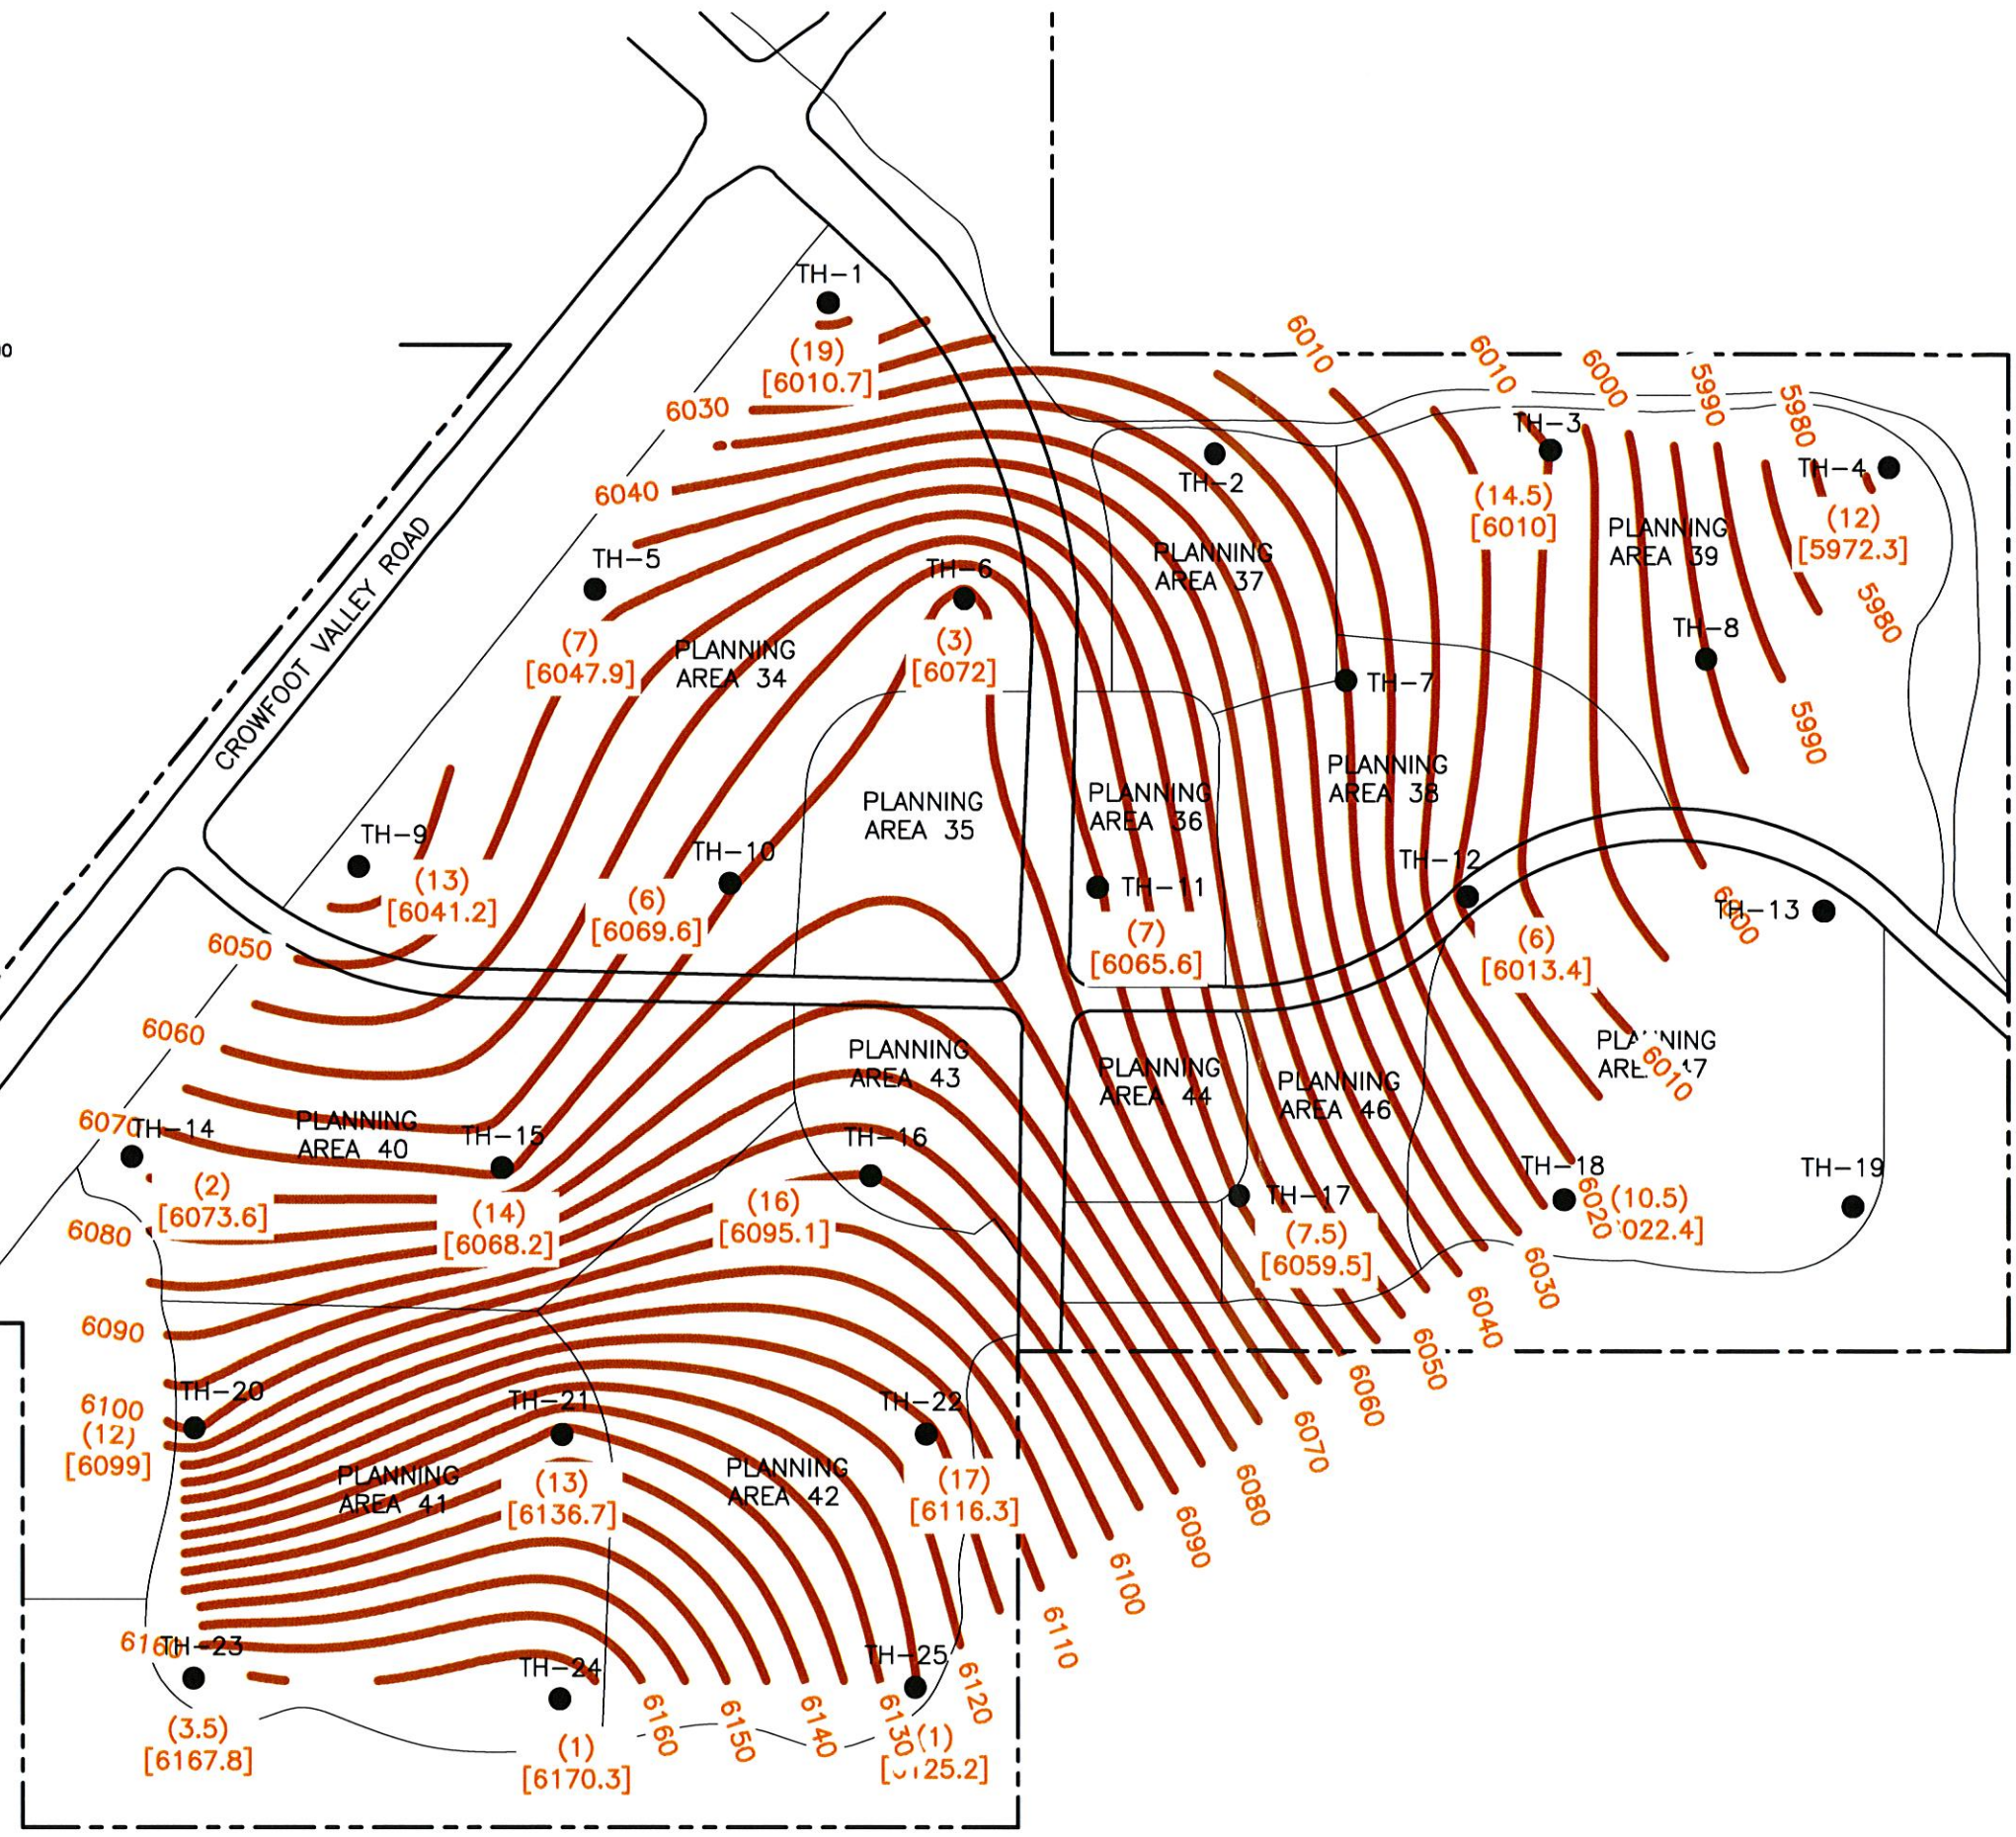 00
TH-1
(19)
[6010.7]
6030
6010
6010
6000
5990
5980
TH-3
TH-2
TH-4
6040
(14.5)
[6010]
(12)
[5972.3]
PLANNING
AREA 39
PLANNING
AREA 37
TH-5
TH-6
5980
CROWFOOT VALLEY ROAD
(7)
[6047.9]
PLANNING
AREA 34
(3)
[6072]
TH-8
TH-7
5990
PLANNING
AREA 35
PLANNING
AREA 36
PLANNING
AREA 38
TH-9
TH-10
TH-12
(13)
[6041.2]
(6)
[6069.6]
TH-11
(7)
[6065.6]
6000
TH-13
(6)
[6013.4]
6050
6060
PLANNING
AREA 43
PLANNING
AREA 44
PLANNING
AREA 46
6010
6070
TH-14
PLANNING
AREA 40
TH-15
TH-16
TH-18
TH-19
(2)
[6073.6]
(14)
[6068.2]
(16)
[6095.1]
TH-17
(7.5)
[6059.5]
6020
(10.5)
6080
6030
6040
6090
6050
6060
TH-20
6100
(12)
[6099]
TH-21
TH-22
6070
PLANNING
AREA 41
(13)
[6136.7]
PLANNING
AREA 42
(17)
[6116.3]
6080
6090
6100
6110
6160
TH-23
TH-24
TH-25
6120
(3.5)
[6167.8]
(1)
[6170.3]
6160
6150
6140
6130
(1)